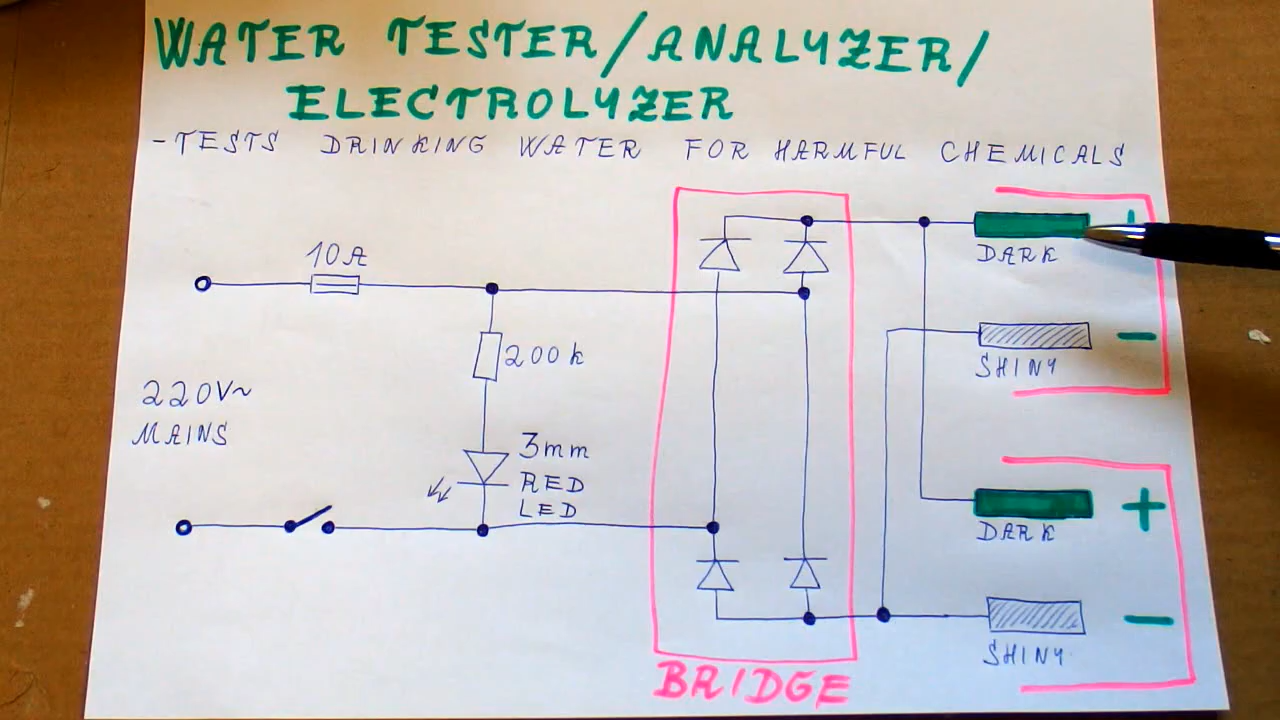 WATER TESTER/ANALYZER/
ELECTROLYZER
-TESTS DRINKING WATER FOR HARMFUL CHEMICALS
10A
200k
220V~
MAINS
3mm
RED
LED
BRIDGE
+
DARK
-
SHINY
+
DARK
-
SHINY